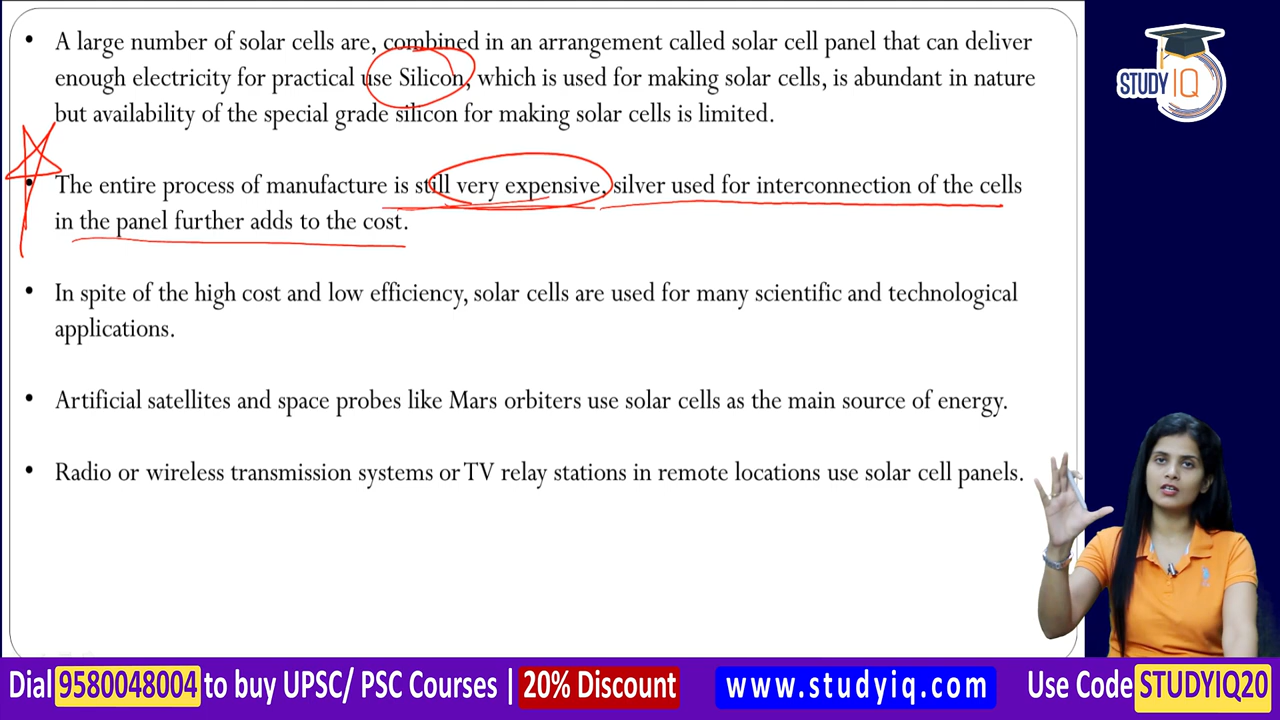 • A large number of solar cells are, combined in an arrangement called solar cell panel that can deliver
enough electricity for practical use Silicon, which is used for making solar cells, is abundant in nature
but availability of the special grade silicon for making solar cells is limited.
• The entire process of manufacture is still very expensive, silver used for interconnection of the cells
in the panel further adds to the cost.
• In spite of the high cost and low efficiency, solar cells are used for many scientific and technological
applications.
• Artificial satellites and space probes like Mars orbiters use solar cells as the main source of energy.
• Radio or wireless transmission systems or TV relay stations in remote locations use solar cell panels.
STUDY IQ
Dial 9580048004 to buy UPSC/ PSC Courses | 20% Discount www.studyiq.com Use Code STUDYIQ20